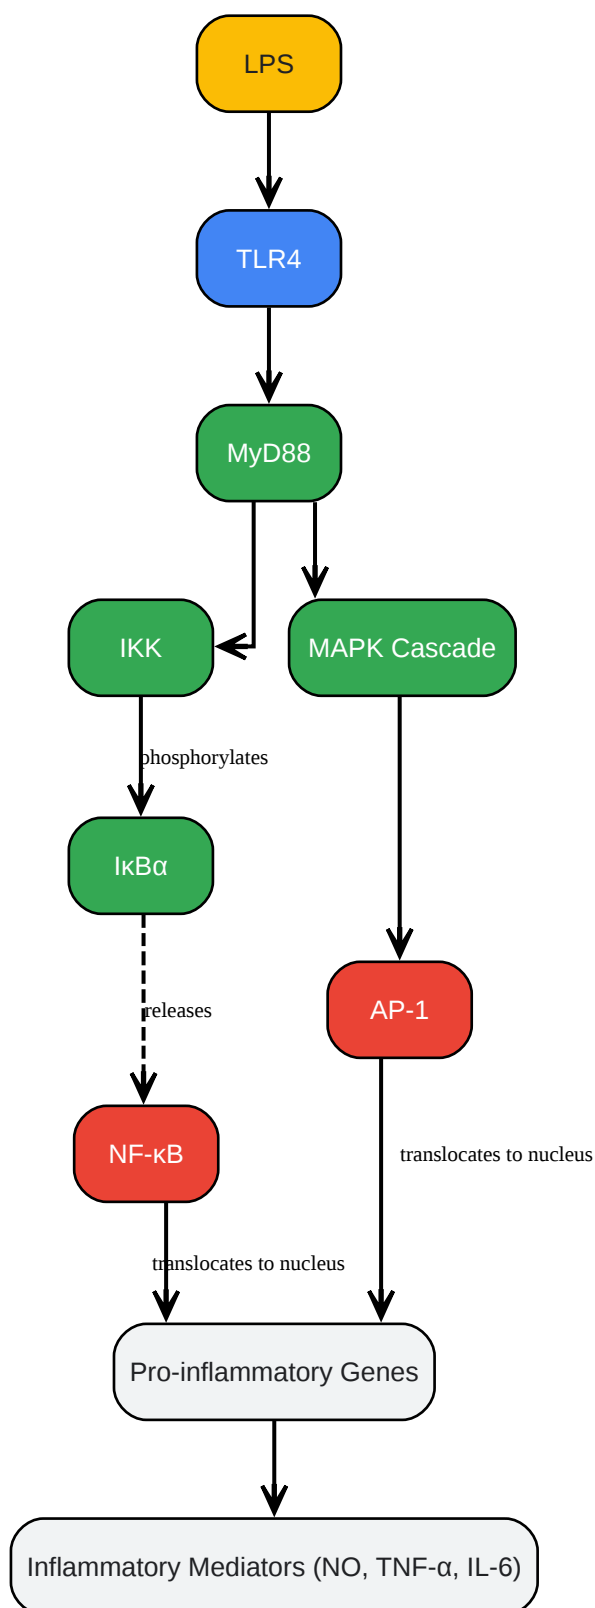 LPS
TLR4
MyD88
IKK
MAPK Cascade
phosphorylates
IκBα
releases
AP-1
NF-κB
translocates to nucleus
translocates to nucleus
Pro-inflammatory Genes
Inflammatory Mediators (NO, TNF-α, IL-6)